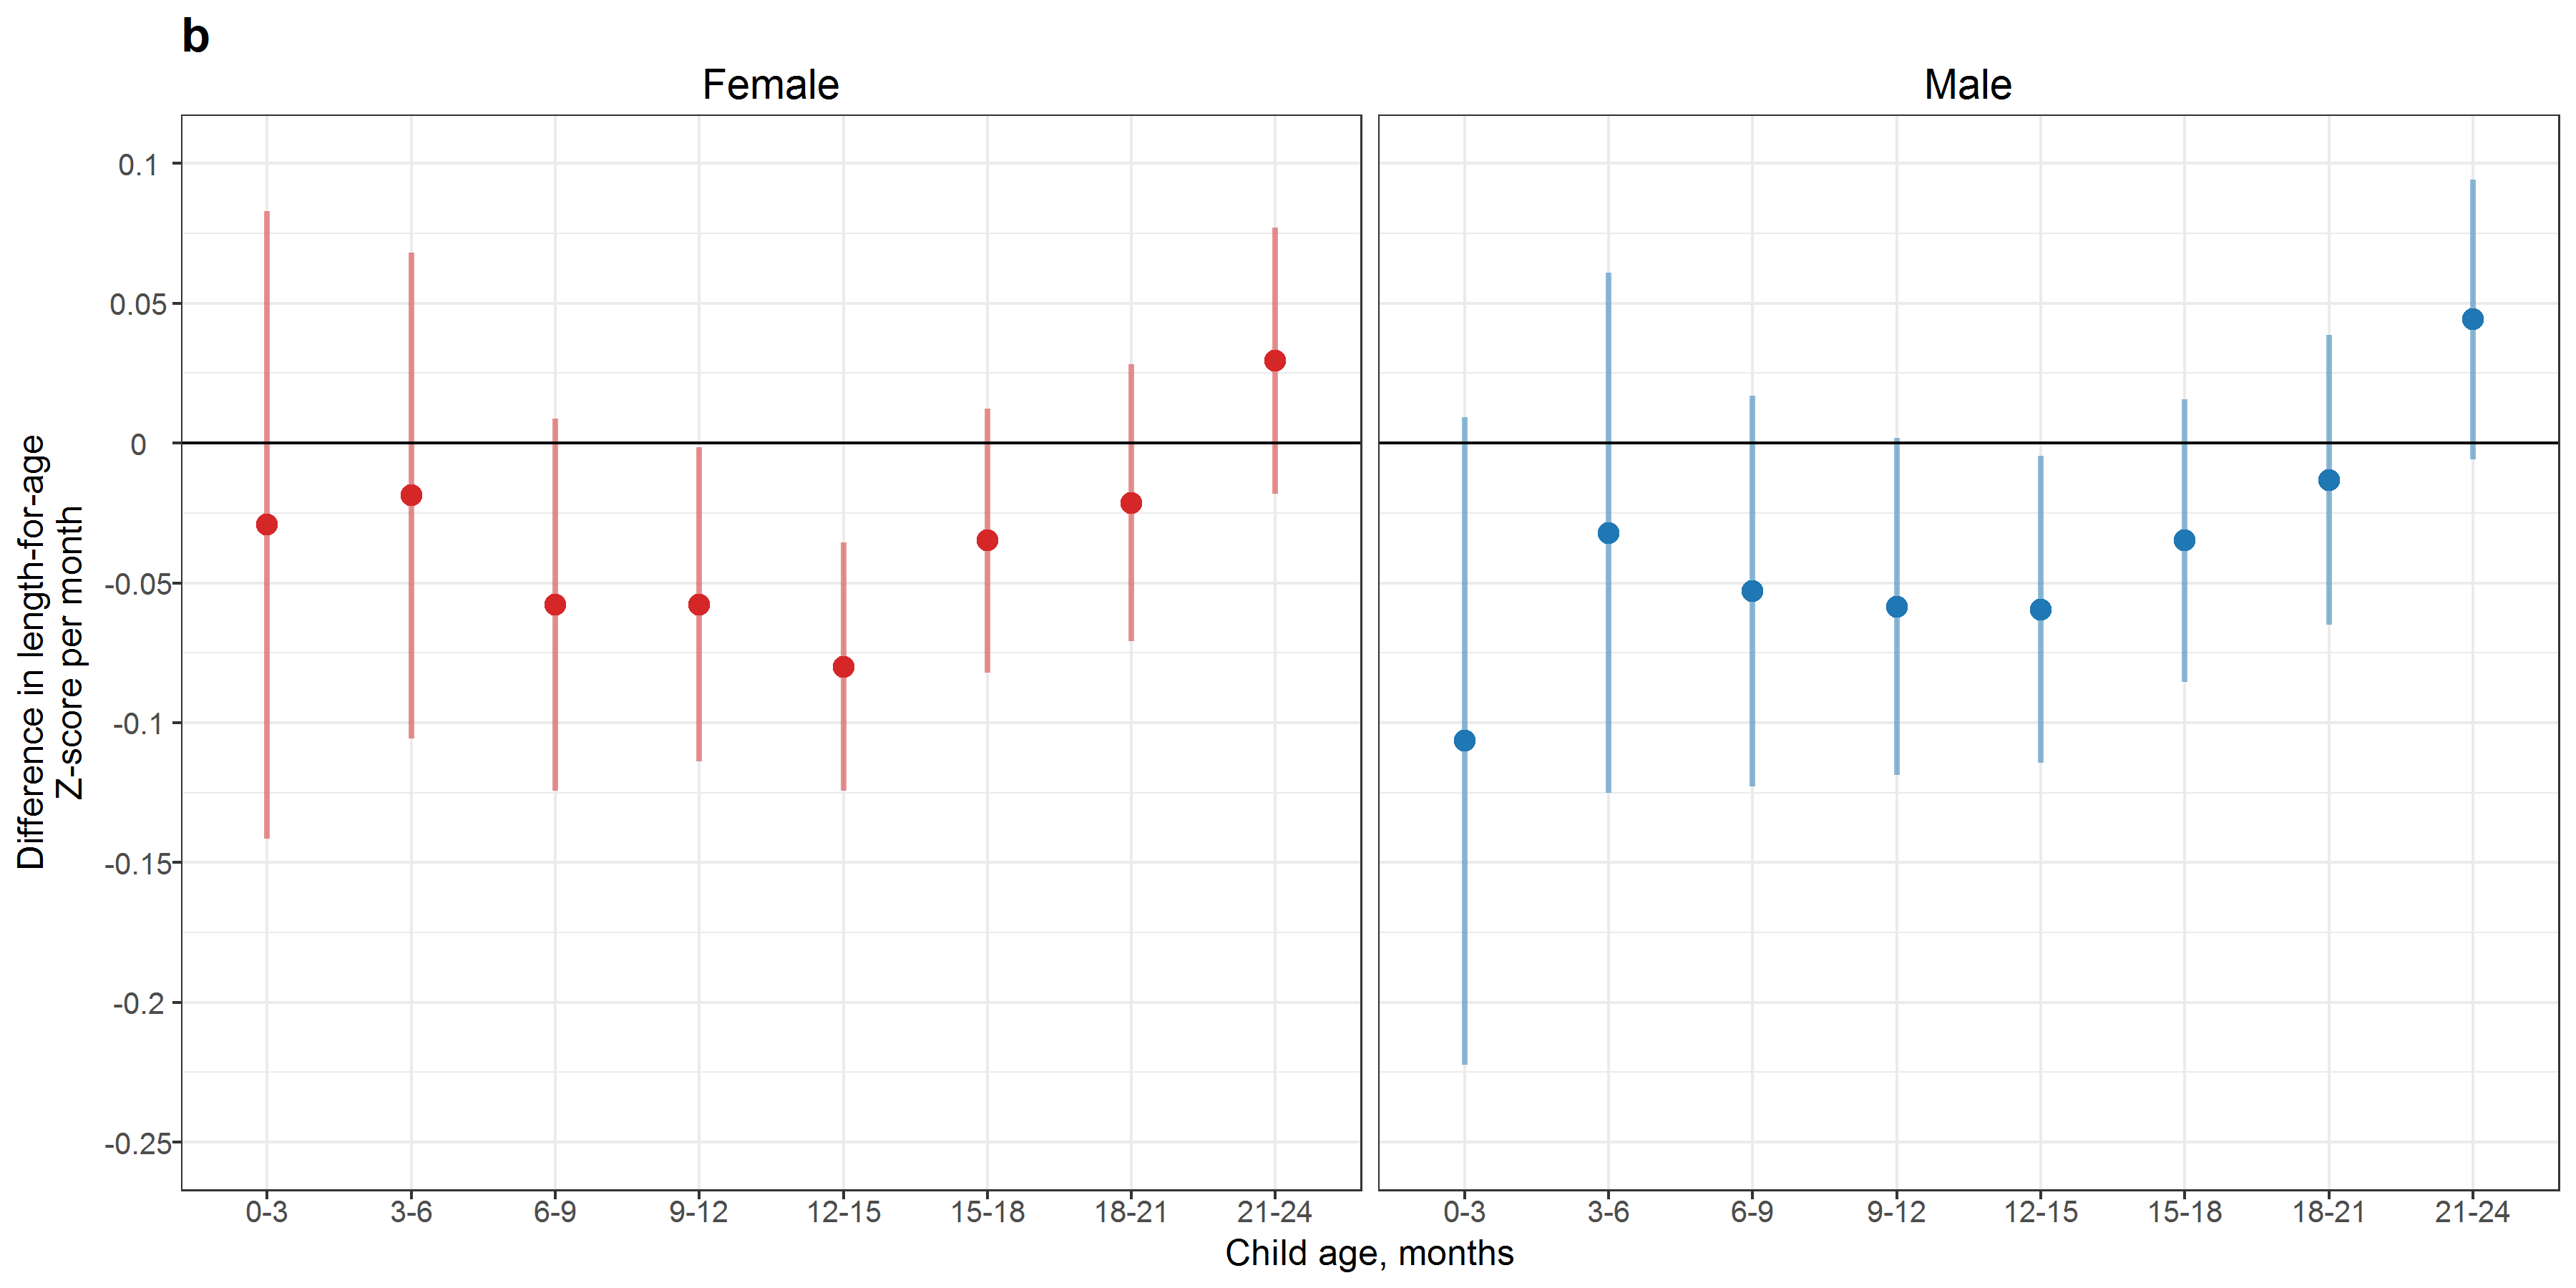 b
Female
Male
0.1
0.05
0
-0.05
-0.1
-0.15
-0.2
-0.25
Difference in length-for-age
Z-score per month
0-3 3-6 6-9 9-12 12-15 15-18 18-21 21-24
0-3 3-6 6-9 9-12 12-15 15-18 18-21 21-24
Child age, months